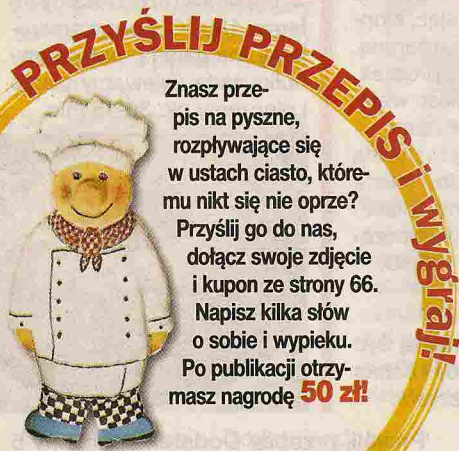 PRZYŚLIJ PRZEPIS i wygraj!
Znasz prze-
pis na pyszne,
rozpływające się
w ustach ciasto, które-
mu nikt się nie oprze?
Przyślij go do nas,
dołącz swoje zdjęcie
i kupon ze strony 66.
Napisz kilka słów
o sobie i wypieku.
Po publikacji otrzy-
masz nagrodę 50 zł!